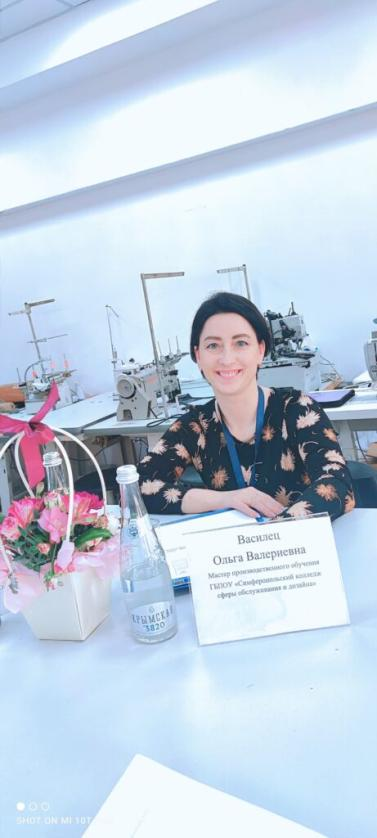 Василец
Ольга Валериевна
Мастер производственного обучения
ГБПОУ «Симферопольский колледж
сферы обслуживания и дизайна»
КРЫМСКАЯ
3820
SHOT ON MI 10T